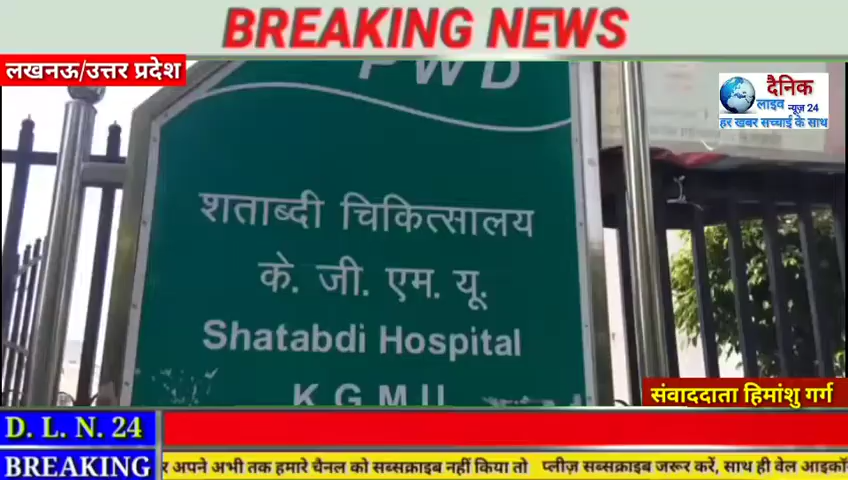 BREAKING NEWS
लखनऊ/उत्तर प्रदेश
PWD
दैनिक
लाइव न्यूज़ 24
हर खबर सच्चाई के साथ
शताब्दी चिकित्सालय
के. जी. एम. यू.
Shatabdi Hospital
K G M U
संवाददाता हिमांशु गर्ग
D. L. N. 24
BREAKING
र अपने अभी तक हमारे चैनल को सब्सक्राइब नहीं किया तो प्लीज़ सब्सक्राइब जरूर करें, साथ ही वेल आइकॉ